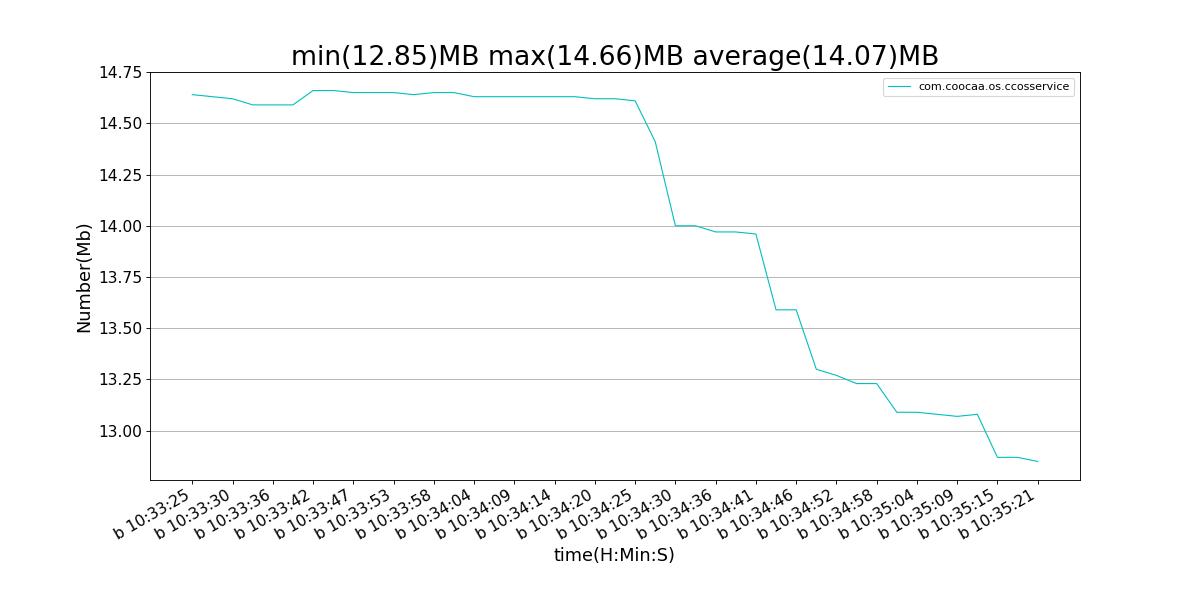 min(12.85)MB max(14.66)MB average(14.07)MB
com.coocaa.os.ccosservice
14.75
14.50
14.25
14.00
13.75
13.50
13.25
13.00
Number(Mb)
b 10:33:25
b 10:33:30
b 10:33:36
b 10:33:42
b 10:33:47
b 10:33:53
b 10:33:58
b 10:34:04
b 10:34:09
b 10:34:14
b 10:34:20
b 10:34:25
b 10:34:30
b 10:34:36
b 10:34:41
b 10:34:46
b 10:34:52
b 10:34:58
b 10:35:04
b 10:35:09
b 10:35:15
b 10:35:21
time(H:Min:S)